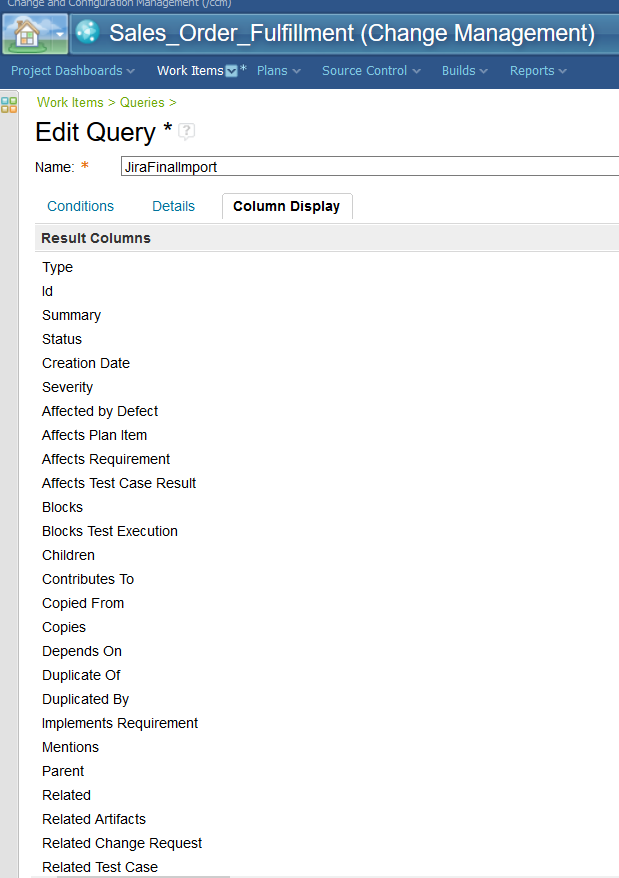 Change and Configuration Management (/ccm)
Sales_Order_Fulfillment (Change Management)
Project Dashboards Work Items * Plans Source Control Builds Reports
Work Items > Queries >
Edit Query * ?
Name: * JiraFinalImport
Conditions Details Column Display
Result Columns
Type
Id
Summary
Status
Creation Date
Severity
Affected by Defect
Affects Plan Item
Affects Requirement
Affects Test Case Result
Blocks
Blocks Test Execution
Children
Contributes To
Copied From
Copies
Depends On
Duplicate Of
Duplicated By
Implements Requirement
Mentions
Parent
Related
Related Artifacts
Related Change Request
Related Test Case